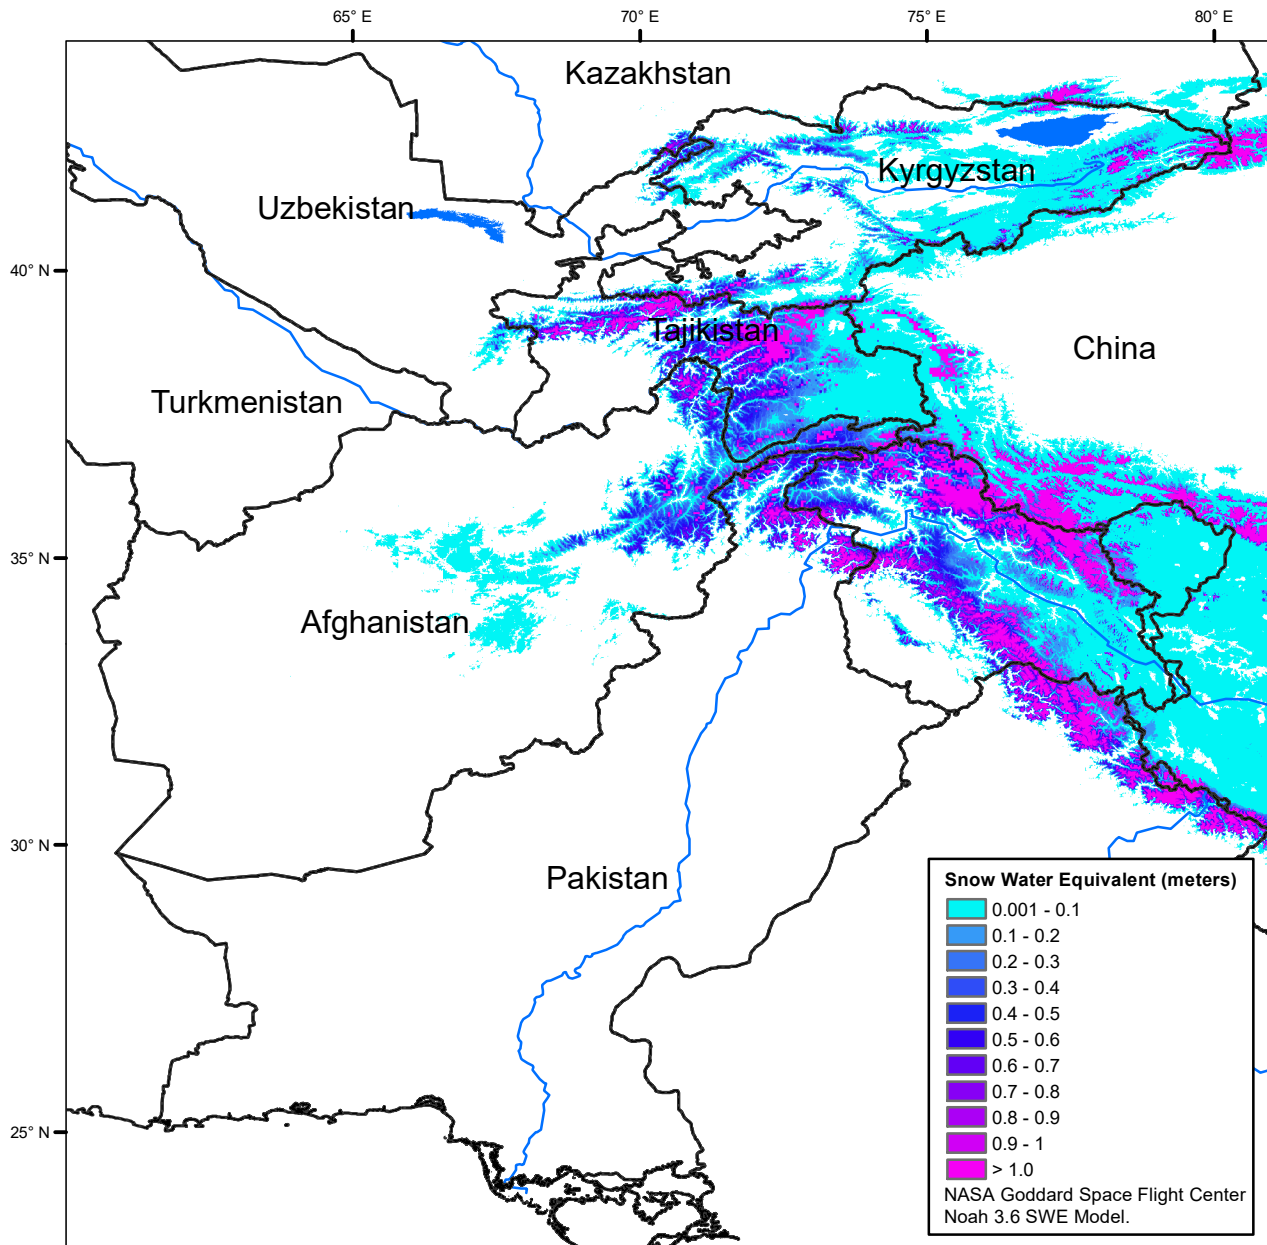 65° E
70° E
75° E
80° E
Kazakhstan
Kyrgyzstan
Uzbekistan
40° N
Tajikistan
China
Turkmenistan
35° N
Afghanistan
30° N
Pakistan
25° N
Snow Water Equivalent (meters)
0.001 - 0.1
0.1 - 0.2
0.2 - 0.3
0.3 - 0.4
0.4 - 0.5
0.5 - 0.6
0.6 - 0.7
0.7 - 0.8
0.8 - 0.9
0.9 - 1
> 1.0
NASA Goddard Space Flight Center
Noah 3.6 SWE Model.